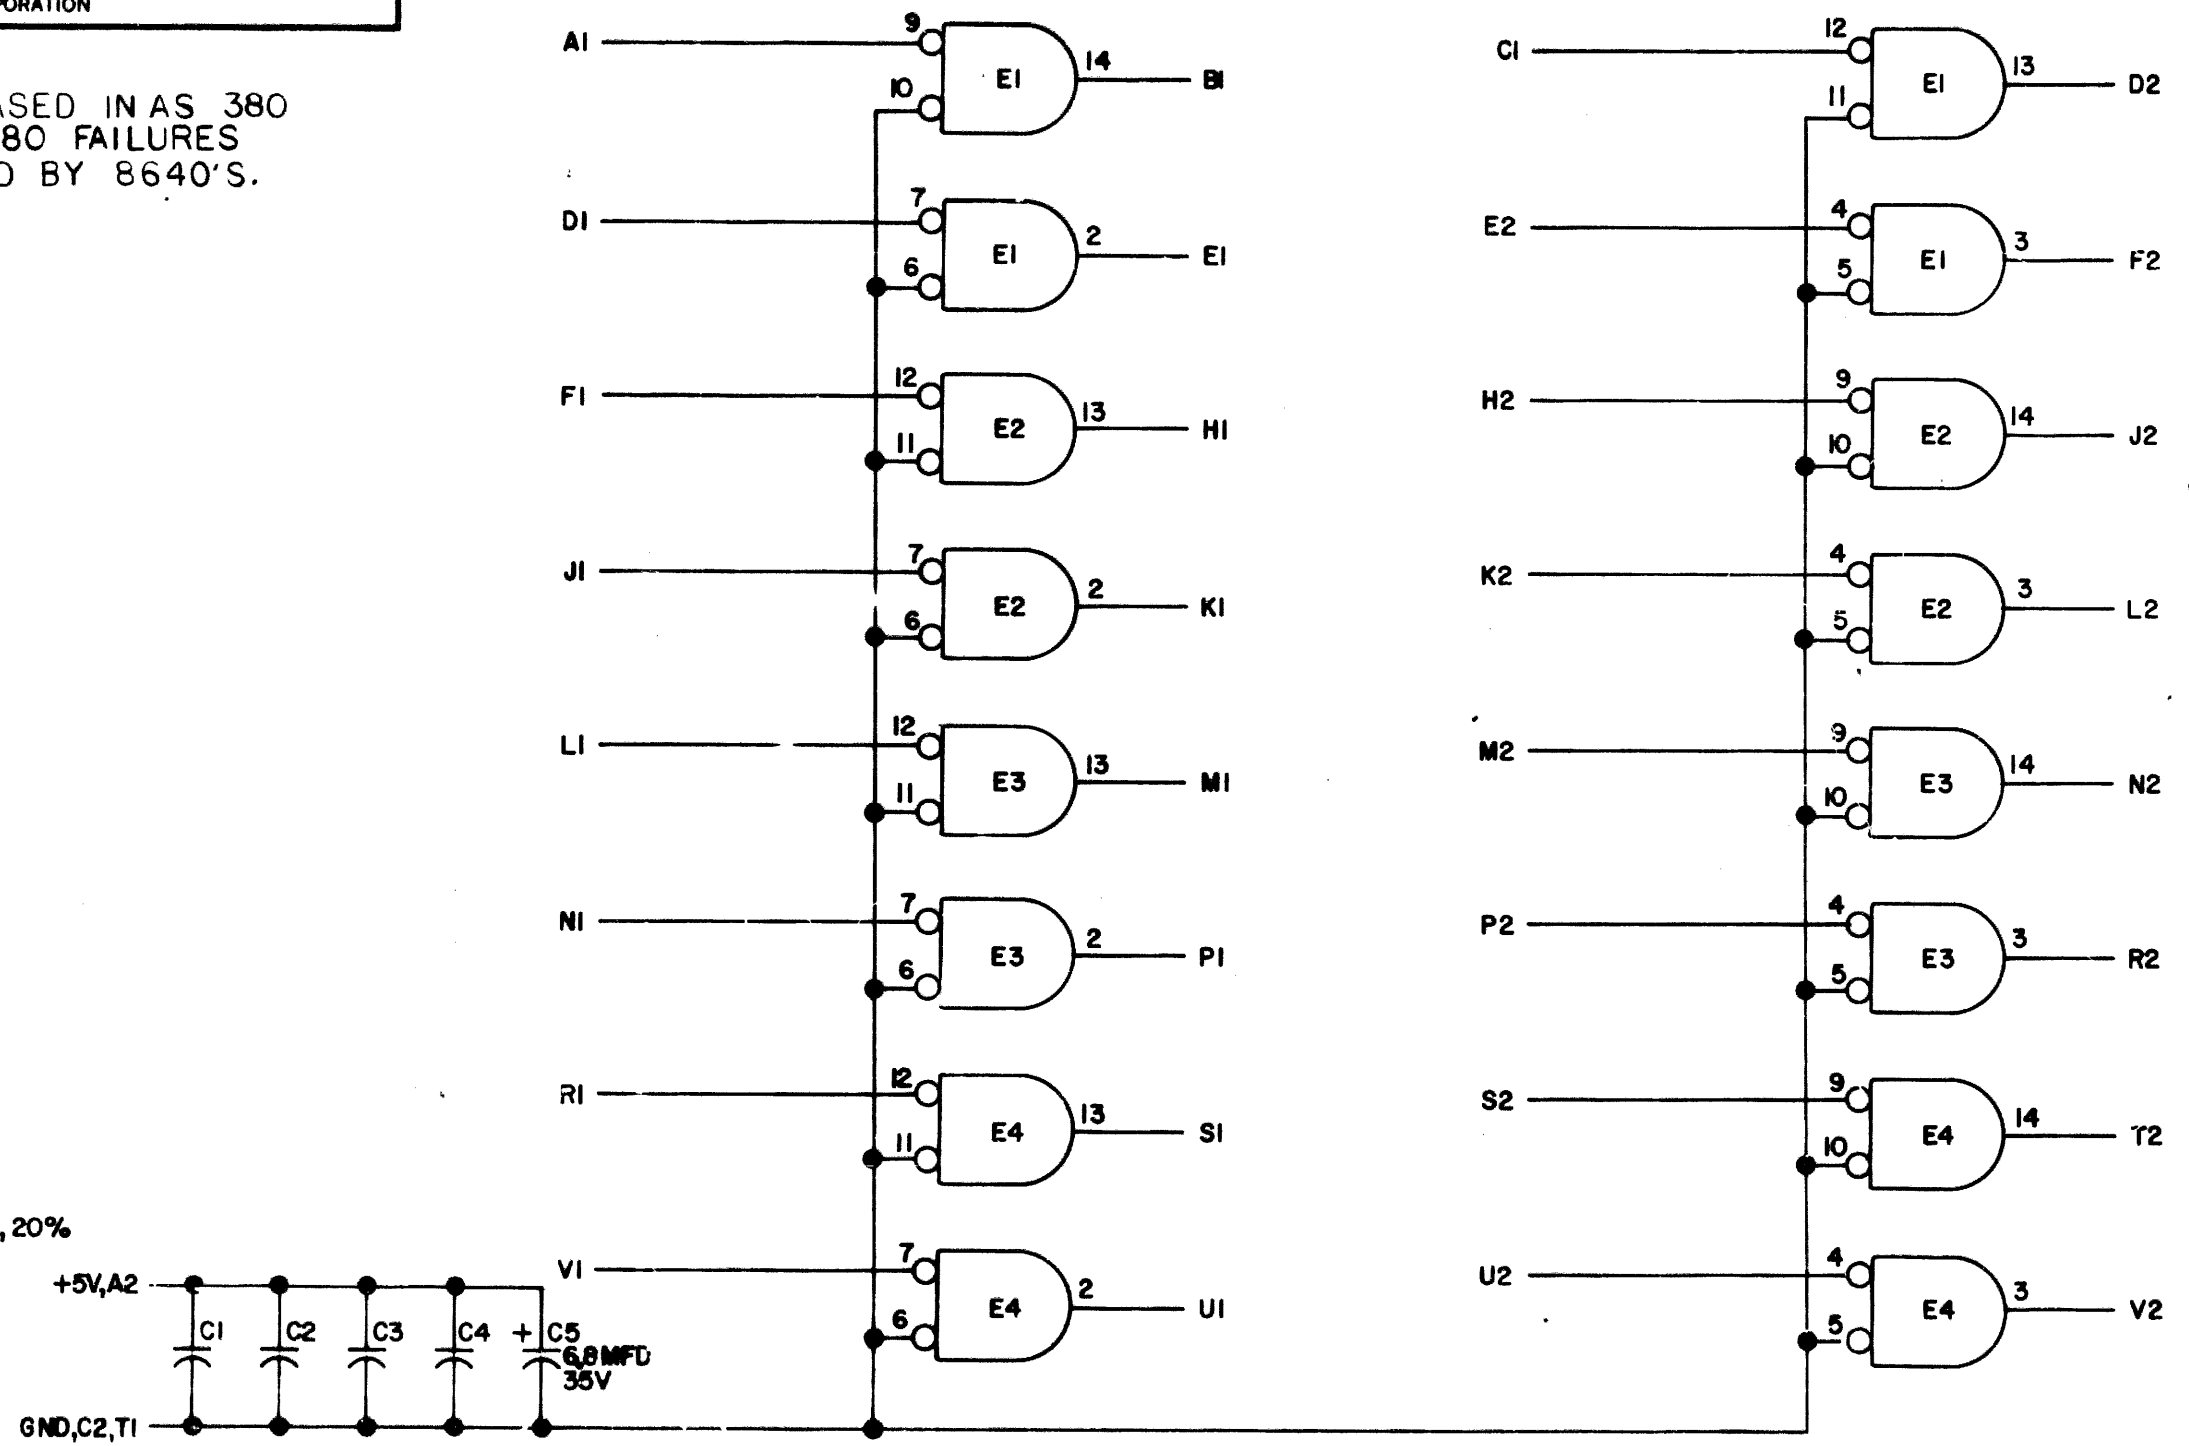 PORATION
ASED IN AS 380
80 FAILURES
D BY 8640'S.
, 20%
+5V,A2
C1 C2 C3 C4 + C5
6.8MFD
35V
GND,C2,T1
A1 9 10 E1 14 B1
D1 7 6 E1 2 E1
F1 12 11 E2 13 H1
J1 7 6 E2 2 K1
L1 12 11 E3 13 M1
N1 7 6 E3 2 P1
R1 12 11 E4 13 S1
V1 7 6 E4 2 U1
C1 12 11 E1 13 D2
E2 4 5 E1 3 F2
H2 9 10 E2 14 J2
K2 4 5 E2 3 L2
M2 9 10 E3 14 N2
P2 4 5 E3 3 R2
S2 9 10 E4 14 T2
U2 4 5 E4 3 V2